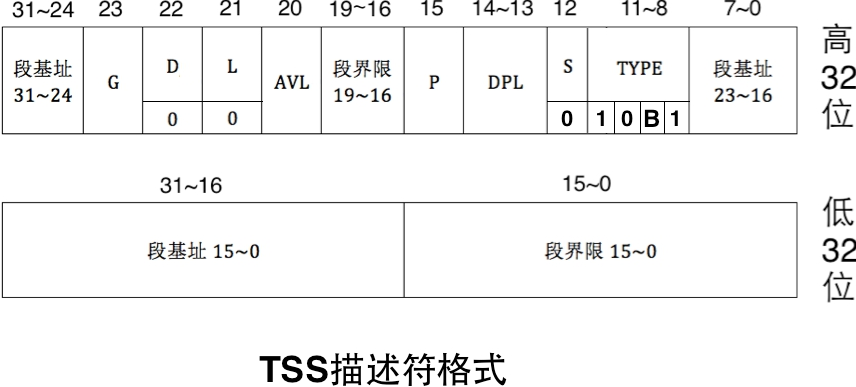 31~24 23 22 21 20 19~16 15 14~13 12 11~8 7~0
段基址 31~24 G D L AVL 段界限 19~16 P DPL S TYPE 段基址 23~16
0 0 0 1 0 B 1
高 32 位
31~16 15~0
段基址 15~0 段界限 15~0
低 32 位
TSS描述符格式